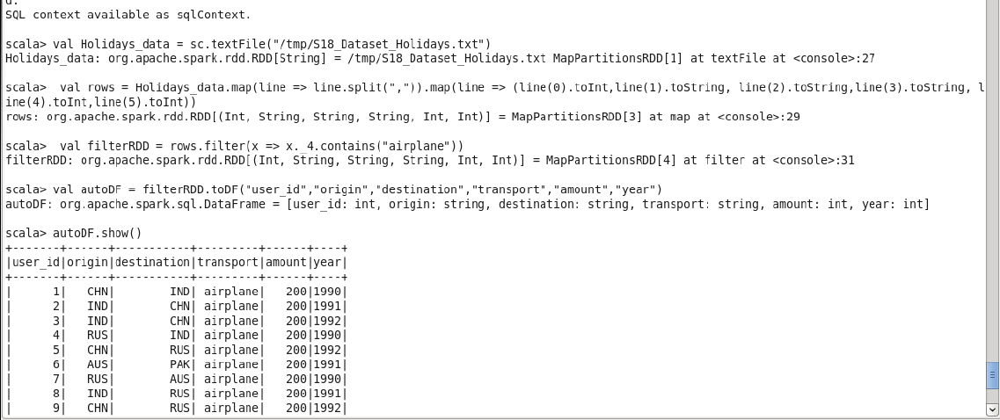 d.
SQL context available as sqlContext.
scala> val Holidays_data = sc.textFile("/tmp/S18_Dataset_Holidays.txt")
Holidays_data: org.apache.spark.rdd.RDD[String] = /tmp/S18_Dataset_Holidays.txt MapPartitionsRDD[1] at textFile at <console>:27
scala>  val rows = Holidays_data.map(line => line.split(",")).map(line => (line(0).toInt,line(1).toString, line(2).toString,line(3).toString, l
ine(4).toInt,line(5).toInt))
rows: org.apache.spark.rdd.RDD[(Int, String, String, String, Int, Int)] = MapPartitionsRDD[3] at map at <console>:29
scala>  val filterRDD = rows.filter(x => x._4.contains("airplane"))
filterRDD: org.apache.spark.rdd.RDD[(Int, String, String, String, Int, Int)] = MapPartitionsRDD[4] at filter at <console>:31
scala> val autoDF = filterRDD.toDF("user_id","origin","destination","transport","amount","year")
autoDF: org.apache.spark.sql.DataFrame = [user_id: int, origin: string, destination: string, transport: string, amount: int, year: int]
scala> autoDF.show()
+-------+------+-----------+---------+------+----+
|user_id|origin|destination|transport|amount|year|
+-------+------+-----------+---------+------+----+
|      1|   CHN|        IND| airplane|   200|1990|
|      2|   IND|        CHN| airplane|   200|1991|
|      3|   IND|        CHN| airplane|   200|1992|
|      4|   RUS|        IND| airplane|   200|1990|
|      5|   CHN|        RUS| airplane|   200|1992|
|      6|   AUS|        PAK| airplane|   200|1991|
|      7|   RUS|        AUS| airplane|   200|1990|
|      8|   IND|        RUS| airplane|   200|1991|
|      9|   CHN|        RUS| airplane|   200|1992|